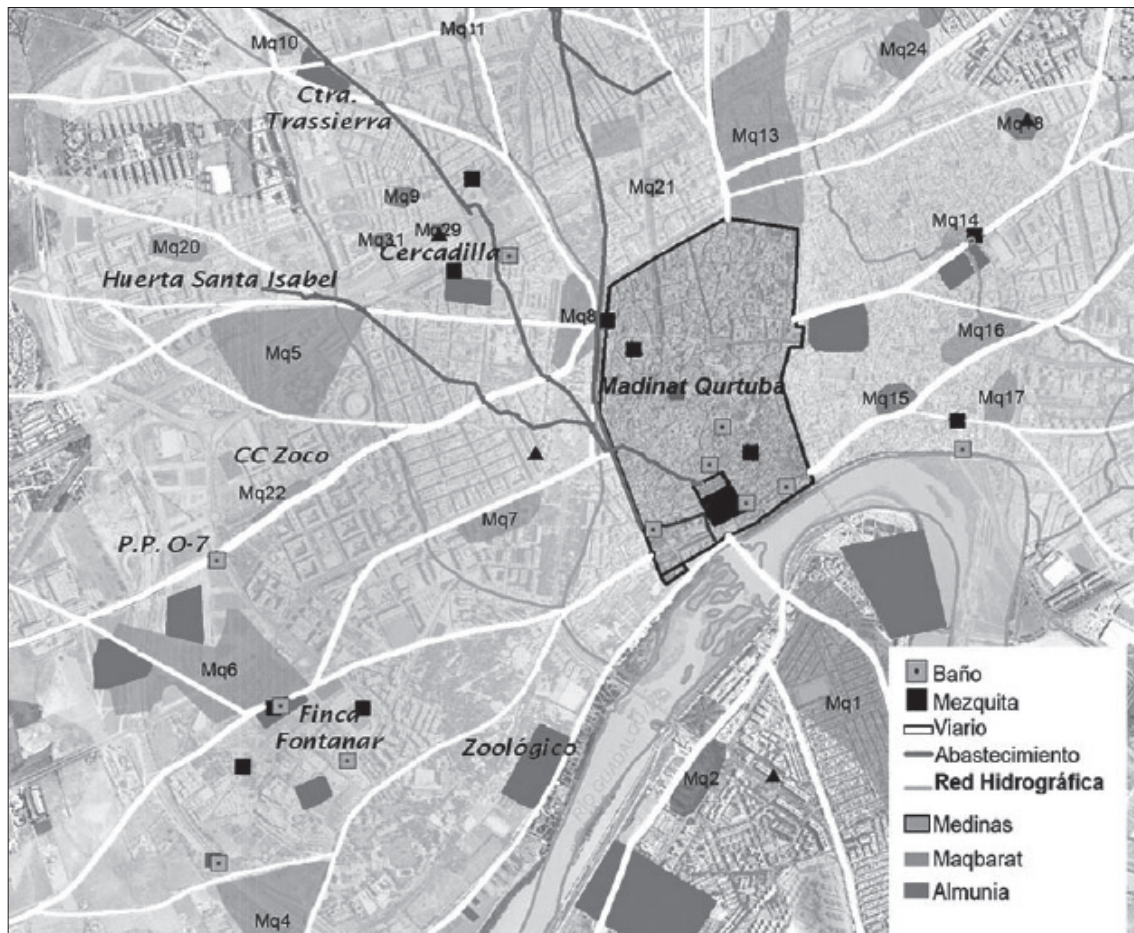 Mq10
Mq11
Mq24
Ctra.
Trassierra
Mq13
Mq18
Mq9
Mq21
Mq20
Mq31
Mq29
Cercadilla
Mq14
Huerta Santa Isabel
Mq8
Mq5
Mq16
Madinat Qurtuba
Mq15
Mq17
CC Zoco
Mq22
Mq7
P.P. O-7
Mq6
Finca
Fontanar
Zoológico
Mq1
Mq2
Mq4
Baño
Mezquita
Viario
Abastecimiento
Red Hidrográfica
Medinas
Maqbarat
Almunia